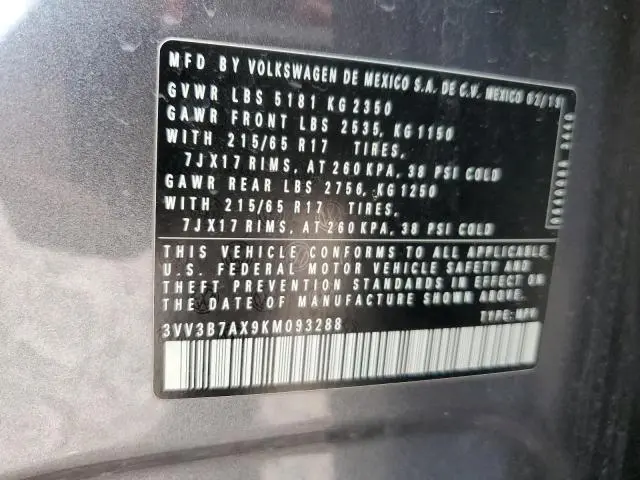 MFD BY VOLKSWAGEN DE MEXICO S.A. DE C.V. MEXICO 02/19
GVWR LBS 5181 KG 2350
GAWR FRONT LBS 2535, KG 1150
WITH 215/65 R17 TIRES,
7JX17 RIMS, AT 260 KPA, 38 PSI COLD
GAWR REAR LBS 2756, KG 1250
WITH 215/65 R17 TIRES,
7JX17 RIMS, AT 260 KPA, 38 PSI COLD
THIS VEHICLE CONFORMS TO ALL APPLICABLE
U.S. FEDERAL MOTOR VEHICLE SAFETY AND
THEFT PREVENTION STANDARDS IN EFFECT ON
THE DATE OF MANUFACTURE SHOWN ABOVE.
3VV3B7AX9KM093288 TYPE: MPV